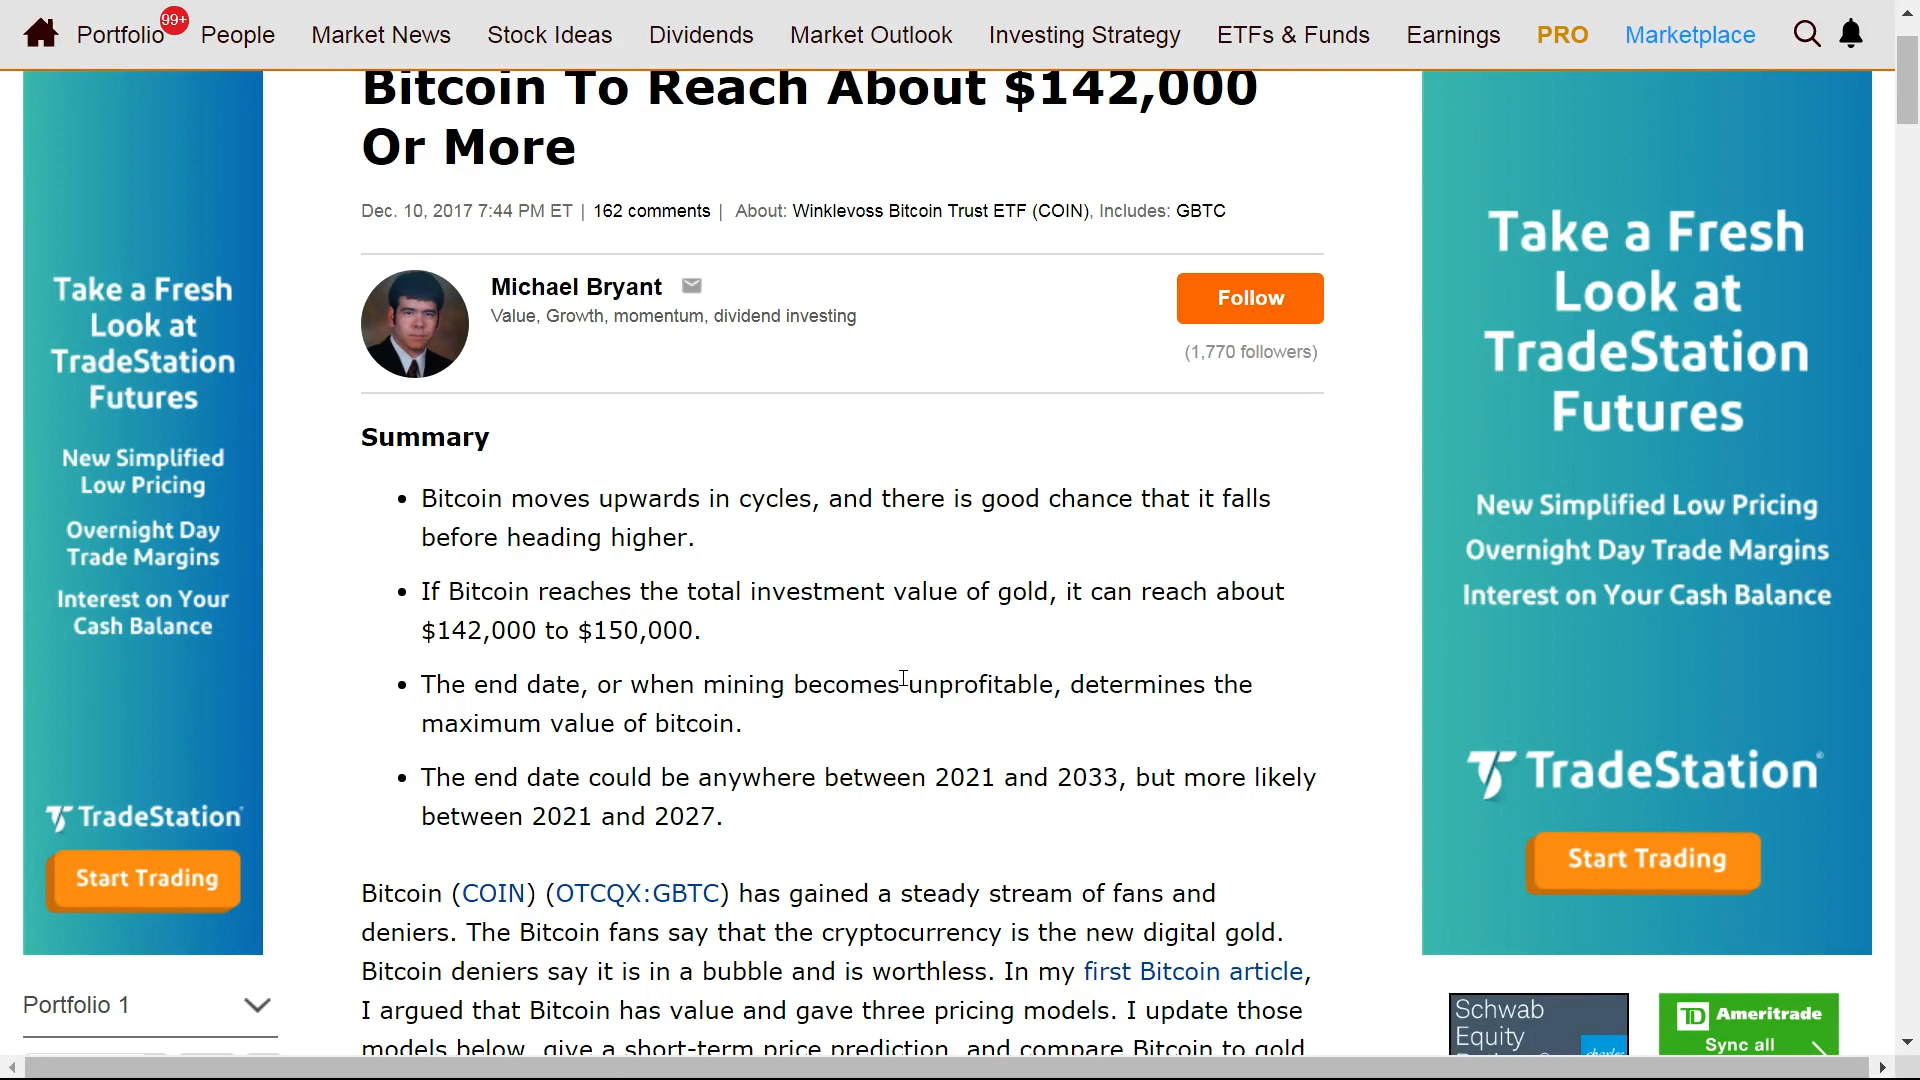 Portfolio 99+ People Market News Stock Ideas Dividends Market Outlook Investing Strategy ETFs & Funds Earnings PRO Marketplace
Bitcoin To Reach About $142,000
Or More
Dec. 10, 2017 7:44 PM ET | 162 comments | About: Winklevoss Bitcoin Trust ETF (COIN), Includes: GBTC
Michael Bryant
Value, Growth, momentum, dividend investing
Follow
(1,770 followers)
Summary
Bitcoin moves upwards in cycles, and there is good chance that it falls
before heading higher.
If Bitcoin reaches the total investment value of gold, it can reach about
$142,000 to $150,000.
The end date, or when mining becomes unprofitable, determines the
maximum value of bitcoin.
The end date could be anywhere between 2021 and 2033, but more likely
between 2021 and 2027.
Bitcoin (COIN) (OTCQX:GBTC) has gained a steady stream of fans and
deniers. The Bitcoin fans say that the cryptocurrency is the new digital gold.
Bitcoin deniers say it is in a bubble and is worthless. In my first Bitcoin article,
I argued that Bitcoin has value and gave three pricing models. I update those
models below, give a short-term price prediction, and compare Bitcoin to gold
Take a Fresh
Look at
TradeStation
Futures
New Simplified
Low Pricing
Overnight Day
Trade Margins
Interest on Your
Cash Balance
TradeStation
Start Trading
Portfolio 1
Take a Fresh
Look at
TradeStation
Futures
New Simplified Low Pricing
Overnight Day Trade Margins
Interest on Your Cash Balance
TradeStation
Start Trading
Schwab
Equity
charles
TD Ameritrade
Sync all